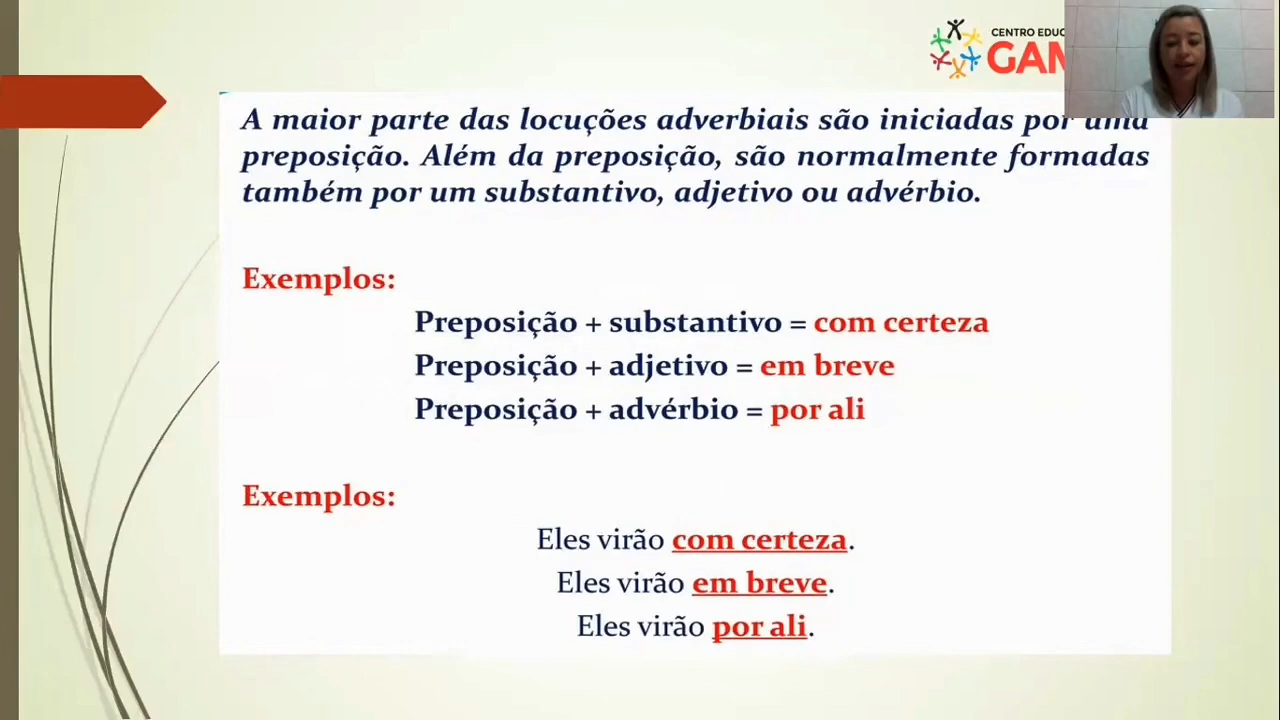 CENTRO
A maior parte das locuções adverbiais são iniciadas por uma
preposição. Além da preposição, são normalmente formadas
também por um substantivo, adjetivo ou advérbio.
Exemplos:
Preposição + substantivo = com certeza
Preposição + adjetivo = em breve
Preposição + advérbio = por ali
Exemplos:
Eles virão com certeza.
Eles virão em breve.
Eles virão por ali.